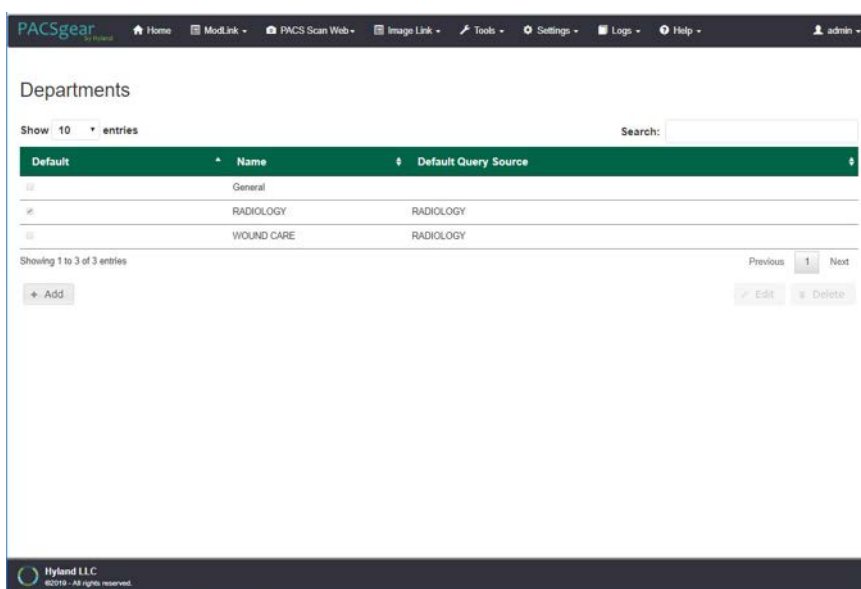 PACSgear by Hyland Home ModLink PACS Scan Web Image Link Tools Settings Logs Help admin
Departments
Show 10 entries Search:
Default Name Default Query Source
General
RADIOLOGY RADIOLOGY
WOUND CARE RADIOLOGY
Showing 1 to 3 of 3 entries Previous 1 Next
+ Add Edit Delete
Hyland LLC
©2019 - All rights reserved.